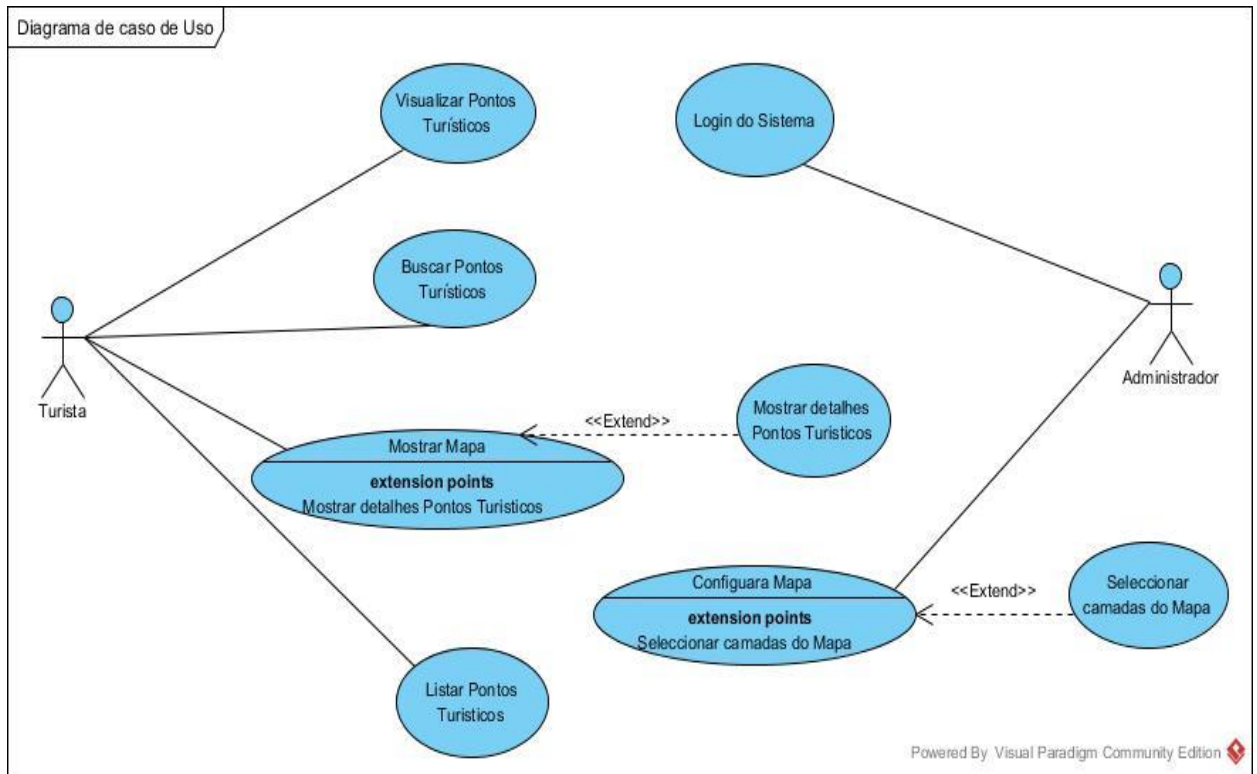 Diagrama de caso de Uso
Visualizar Pontos
Turísticos
Login do Sistema
Buscar Pontos
Turísticos
Turista
Administrador
Mostrar detalhes
Pontos Turisticos
<<Extend>>
Mostrar Mapa
extension points
Mostrar detalhes Pontos Turisticos
Configuara Mapa
extension points
Seleccionar camadas do Mapa
<<Extend>>
Seleccionar
camadas do Mapa
Listar Pontos
Turisticos
Powered By Visual Paradigm Community Edition